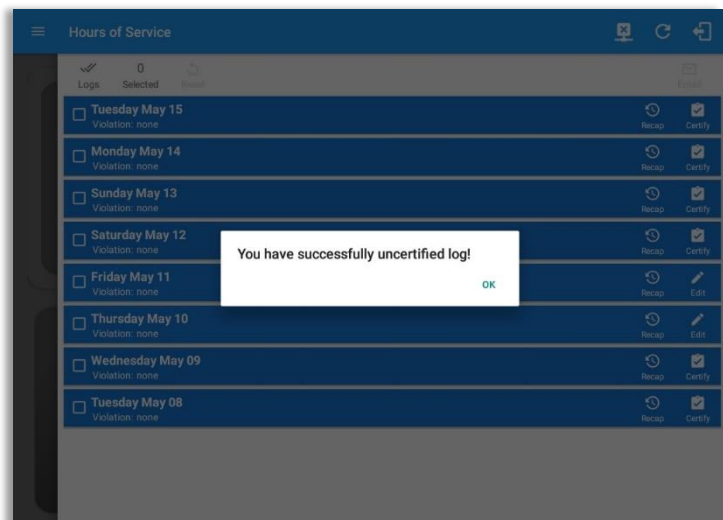 Hours of Service
Logs
0
Selected
Reset
Email
Tuesday May 15
Violation: none
Recap
Certify
Monday May 14
Violation: none
Recap
Certify
Sunday May 13
Violation: none
Recap
Certify
Saturday May 12
Violation: none
Recap
Certify
You have successfully uncertified log!
OK
Friday May 11
Violation: none
Recap
Edit
Thursday May 10
Violation: none
Recap
Edit
Wednesday May 09
Violation: none
Recap
Certify
Tuesday May 08
Violation: none
Recap
Certify